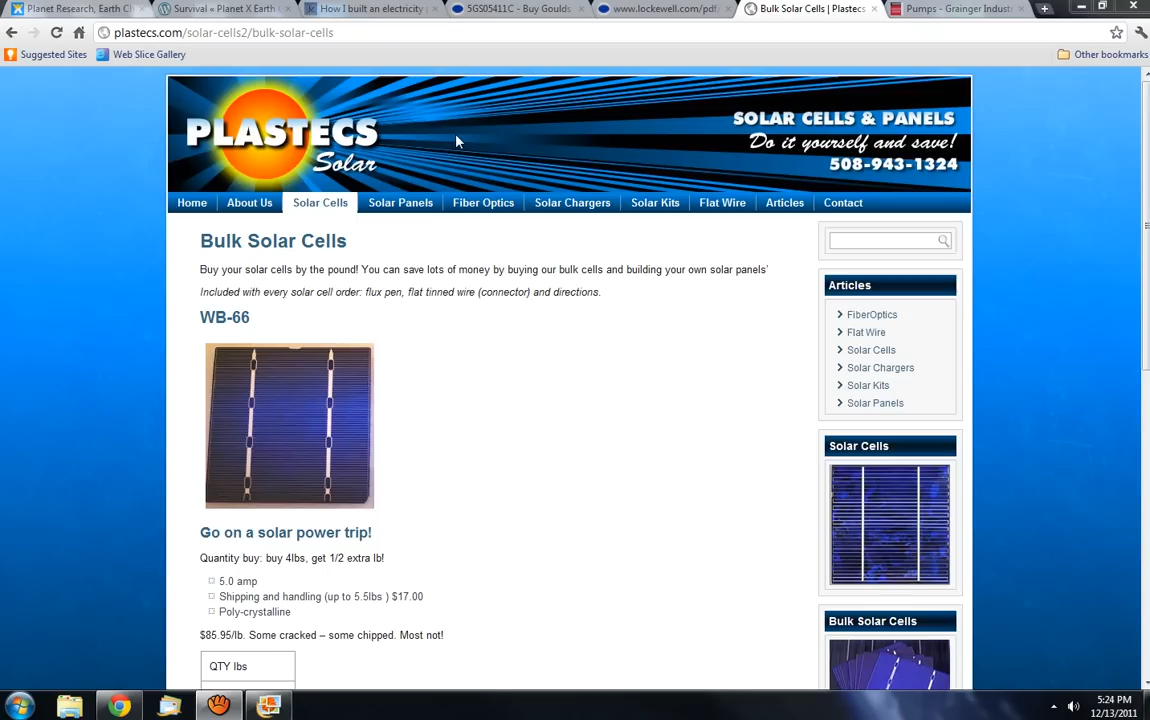 Planet Research, Earth C
Survival « Planet X Earth
How I built an electricity
5GS05411C - Buy Goulds
www.lockewell.com/pdf/
Bulk Solar Cells | Plastecs
Pumps - Grainger Indust
plastecs.com/solar-cells2/bulk-solar-cells
Suggested Sites
Web Slice Gallery
Other bookmarks
PLASTECS
Solar
SOLAR CELLS & PANELS
Do it yourself and save!
508-943-1324
Home
About Us
Solar Cells
Solar Panels
Fiber Optics
Solar Chargers
Solar Kits
Flat Wire
Articles
Contact
Bulk Solar Cells
Buy your solar cells by the pound! You can save lots of money by buying our bulk cells and building your own solar panels'
Included with every solar cell order: flux pen, flat tinned wire (connector) and directions.
WB-66
Go on a solar power trip!
Quantity buy: buy 4lbs, get 1/2 extra lb!
5.0 amp
Shipping and handling (up to 5.5lbs ) $17.00
Poly-crystalline
$85.95/lb. Some cracked – some chipped. Most not!
QTY lbs
Articles
FiberOptics
Flat Wire
Solar Cells
Solar Chargers
Solar Kits
Solar Panels
Solar Cells
Bulk Solar Cells
5:24 PM
12/13/2011